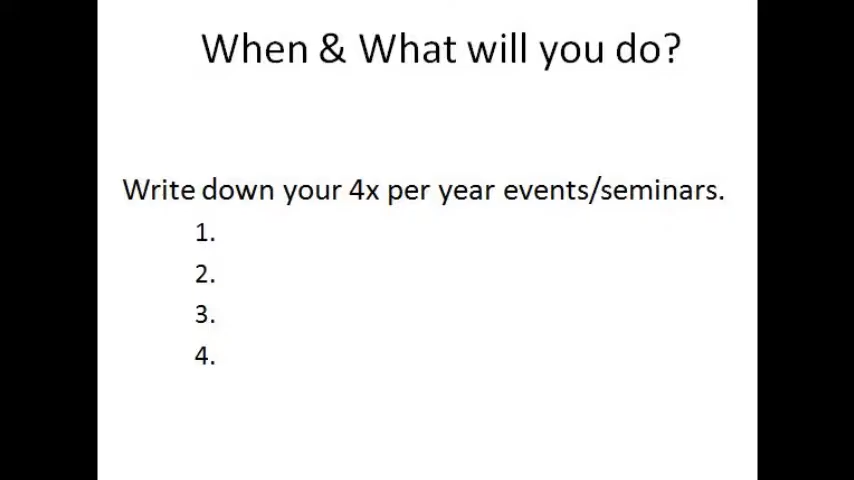 When & What will you do?
Write down your 4x per year events/seminars.
1.
2.
3.
4.